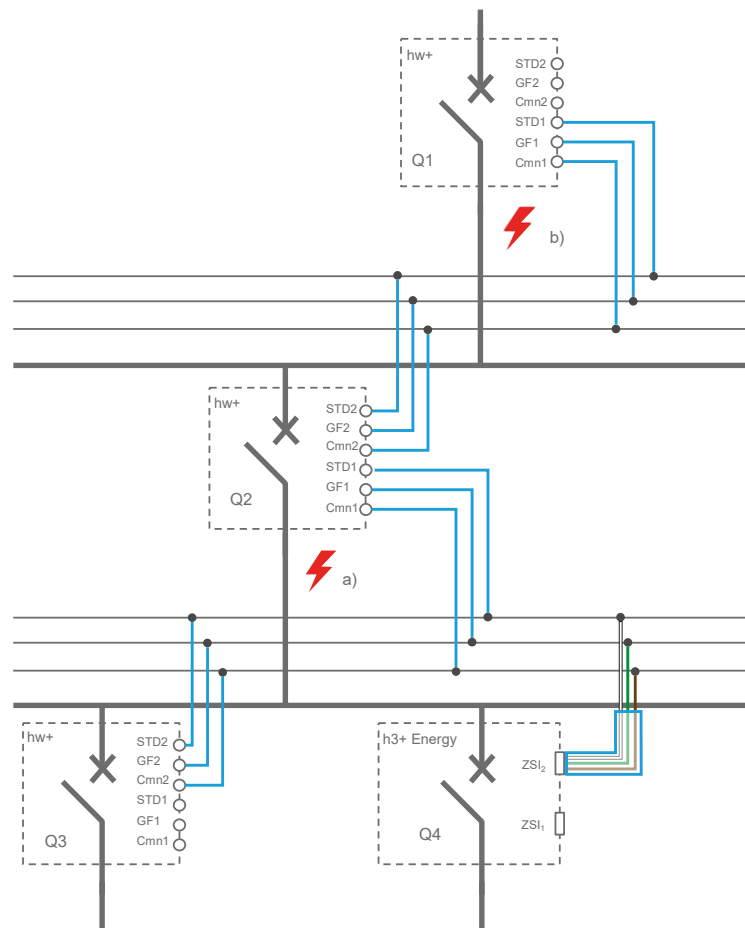 hw+
STD2
GF2
Cmn2
STD1
GF1
Cmn1
Q1
b)
hw+
STD2
GF2
Cmn2
STD1
GF1
Cmn1
Q2
a)
hw+
STD2
GF2
Cmn2
STD1
GF1
Cmn1
Q3
h3+ Energy
ZSI₂
ZSI₁
Q4